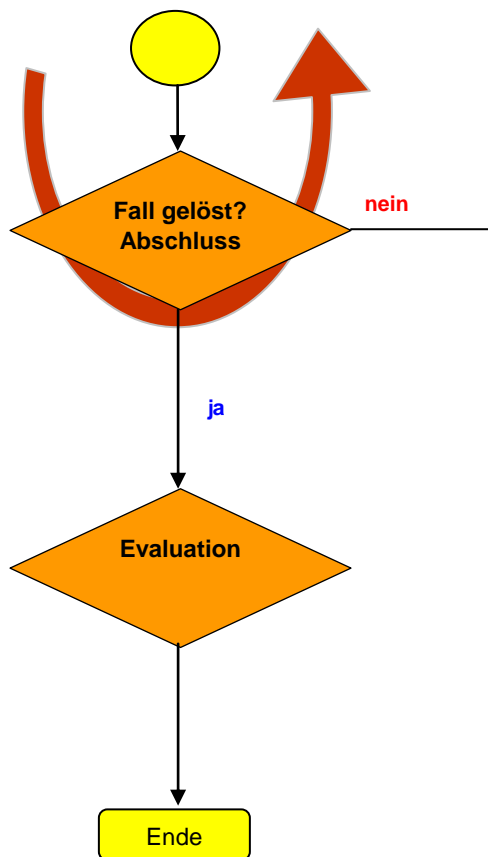 Fall gelöst?
Abschluss
nein
ja
Evaluation
Ende